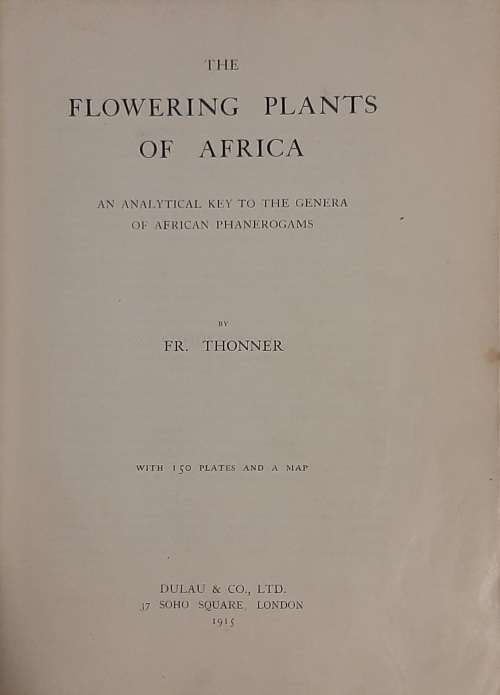 THE
FLOWERING PLANTS
OF AFRICA
AN ANALYTICAL KEY TO THE GENERA
OF AFRICAN PHANEROGAMS
BY
FR. THONNER
WITH 150 PLATES AND A MAP
DULAU & CO., LTD.
37 SOHO SQUARE, LONDON
1915